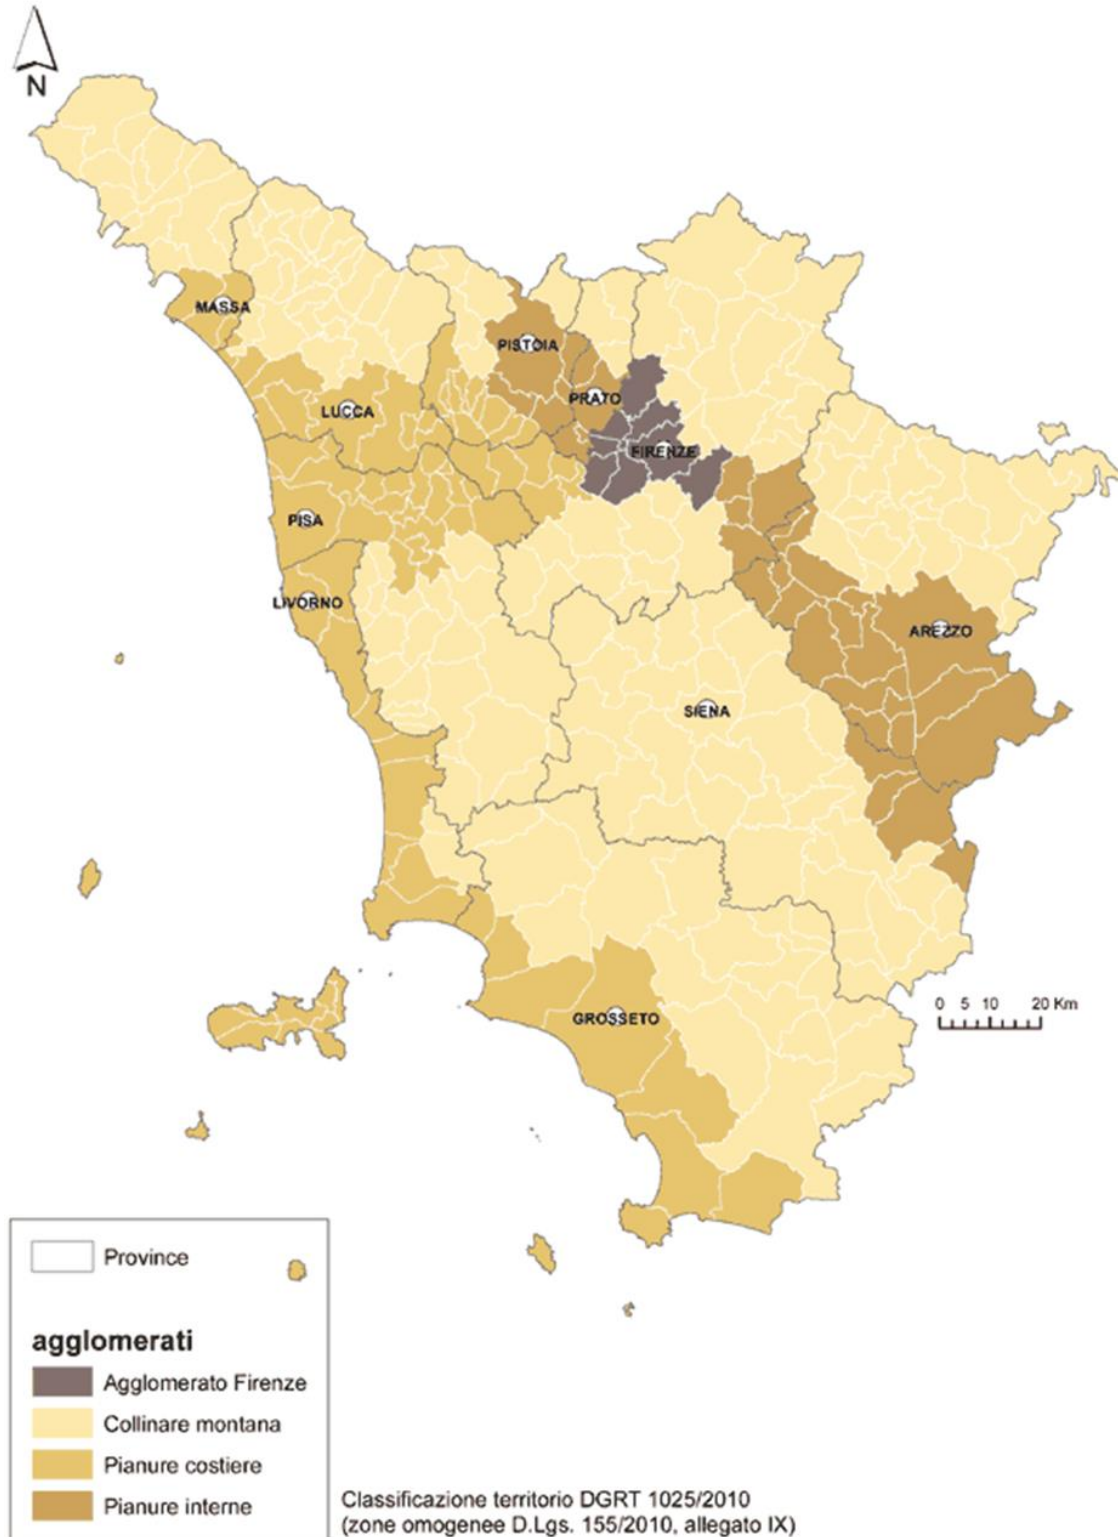 N
MASSA
PISTOIA
PRATO
LUCCA
FIRENZE
PISA
LIVORNO
AREZZO
SIENA
0 5 10 20 Km
GROSSETO
Province
agglomerati
Agglomerato Firenze
Collinare montana
Pianure costiere
Pianure interne
Classificazione territorio DGRT 1025/2010
(zone omogenee D.Lgs. 155/2010, allegato IX)